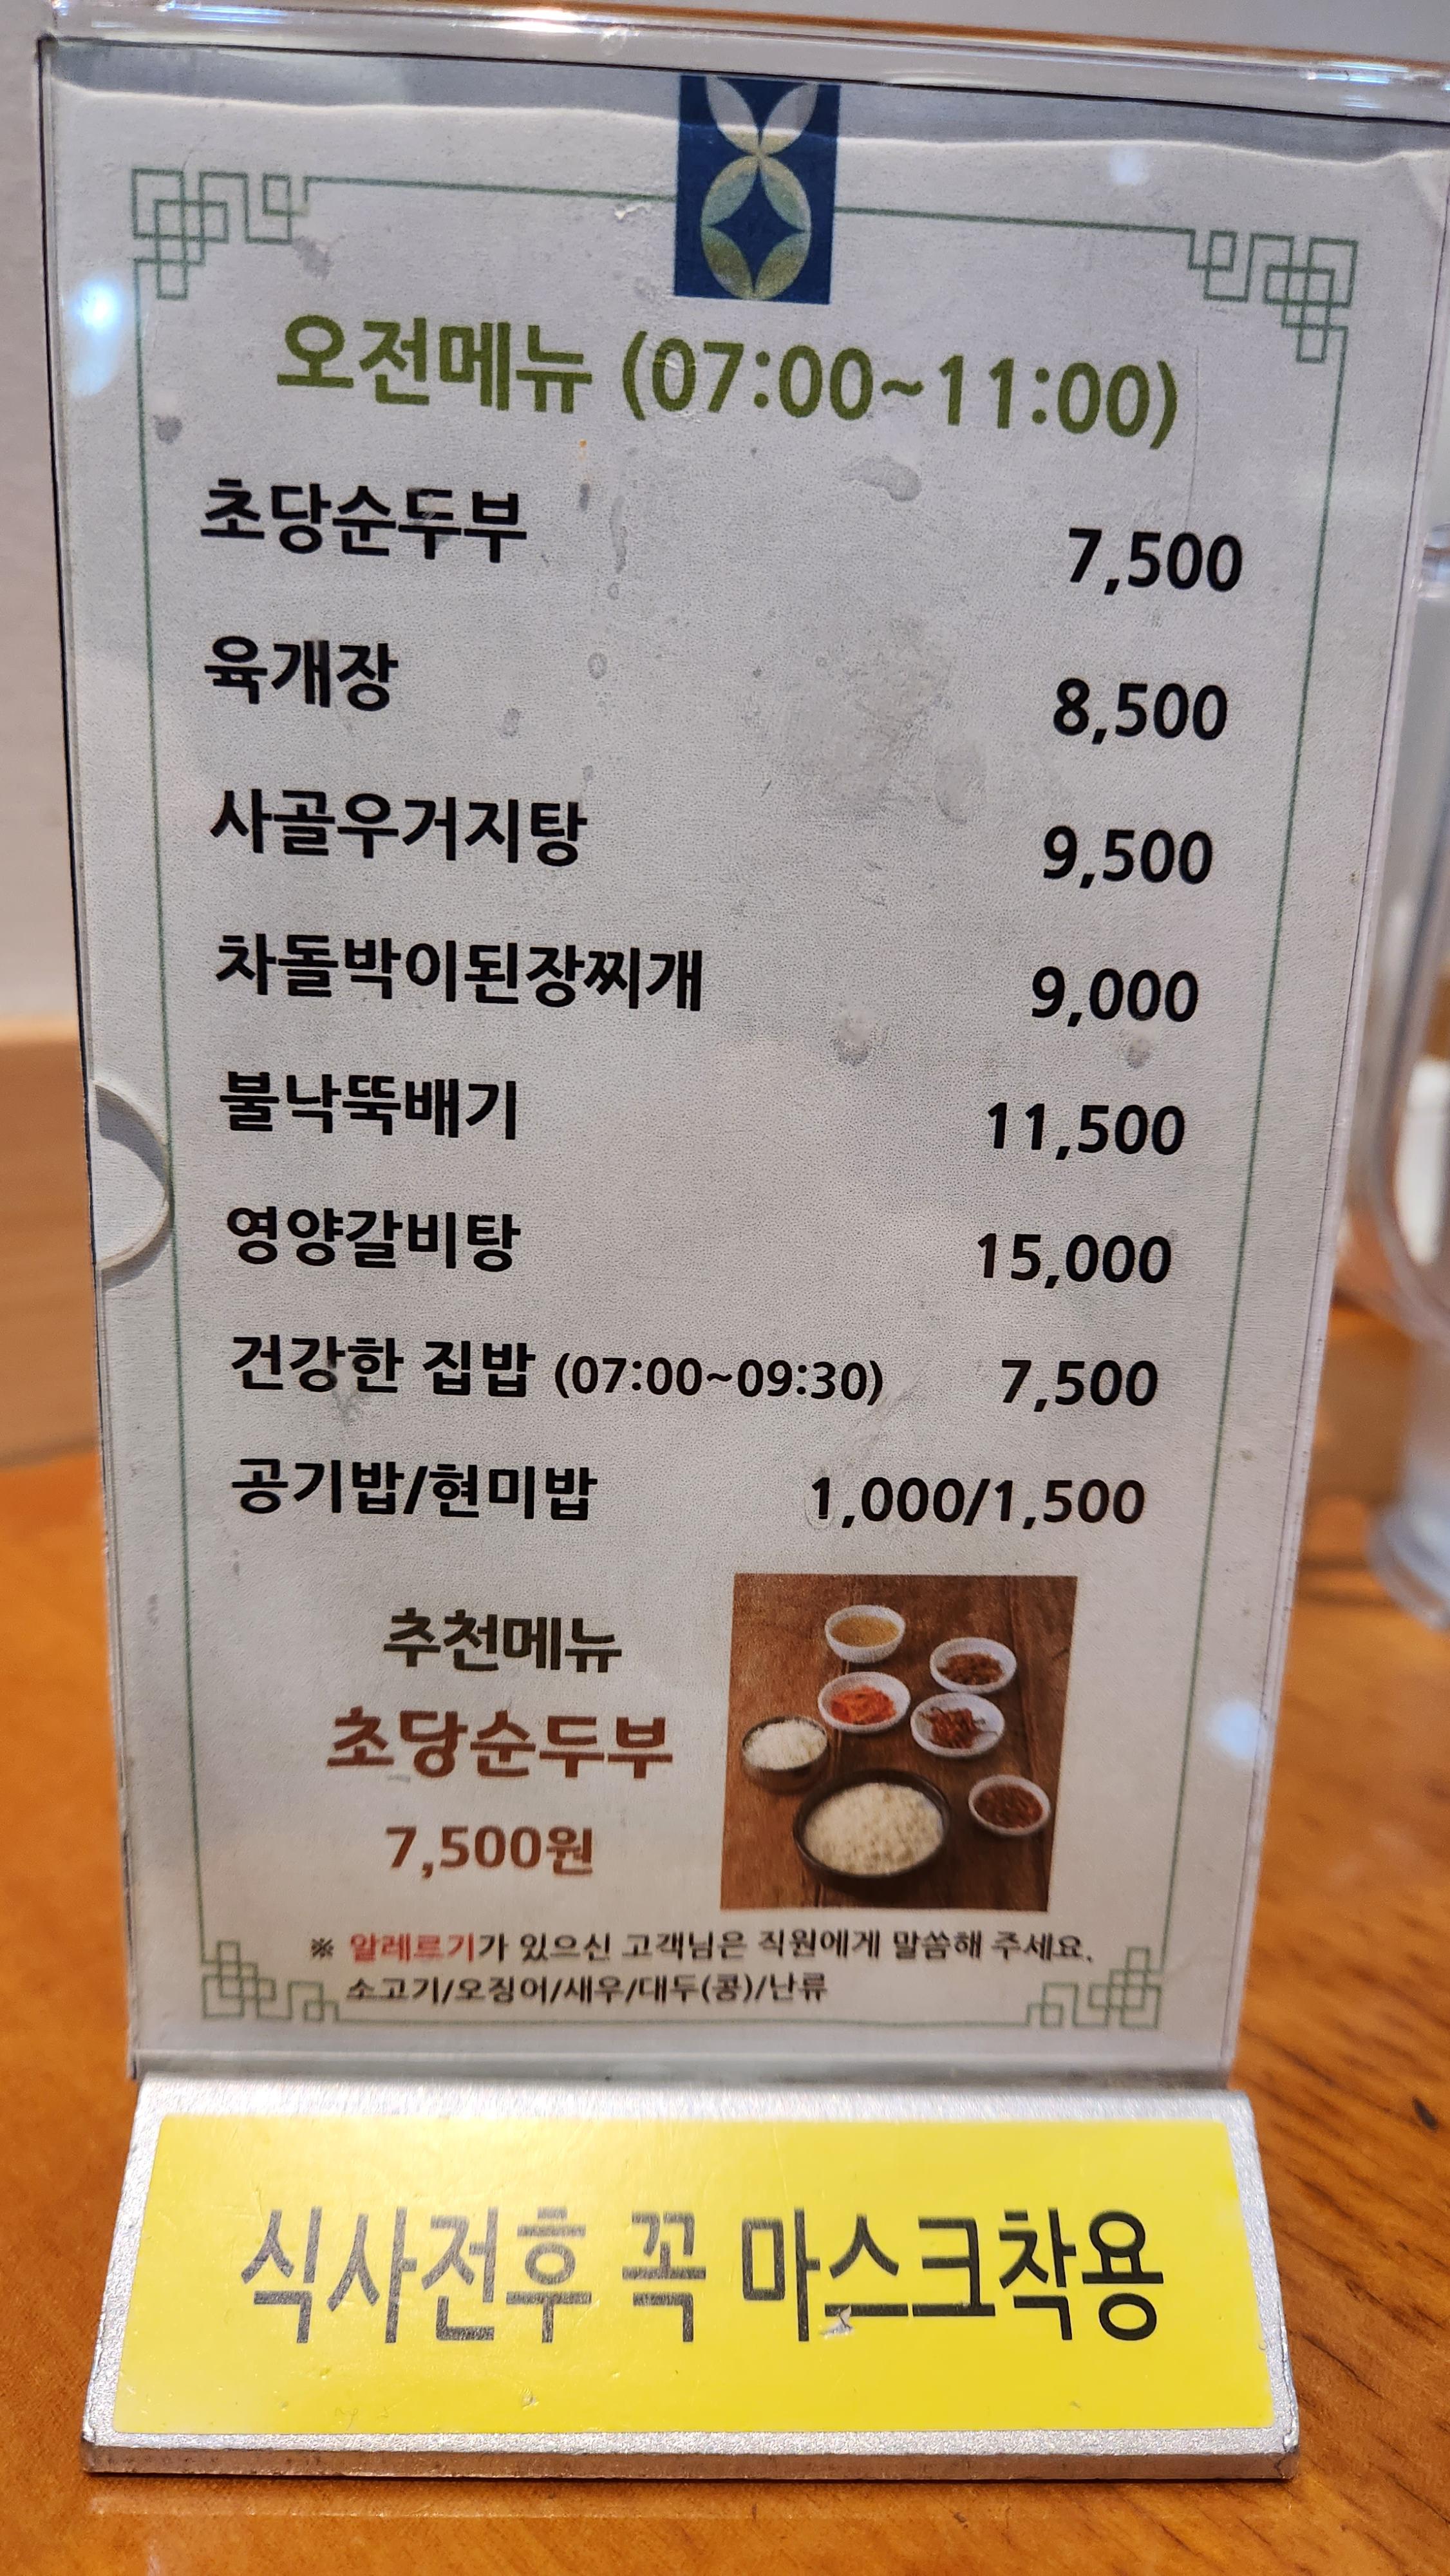 오전메뉴 (07:00~11:00)
초당순두부 7,500
육개장 8,500
사골우거지탕 9,500
차돌박이된장찌개 9,000
불낙뚝배기 11,500
영양갈비탕 15,000
건강한 집밥 (07:00~09:30) 7,500
공기밥/현미밥 1,000/1,500
추천메뉴
초당순두부
7,500원
※ 알레르기가 있으신 고객님은 직원에게 말씀해 주세요.
소고기/오징어/새우/대두(콩)/난류
식사전후 꼭 마스크착용